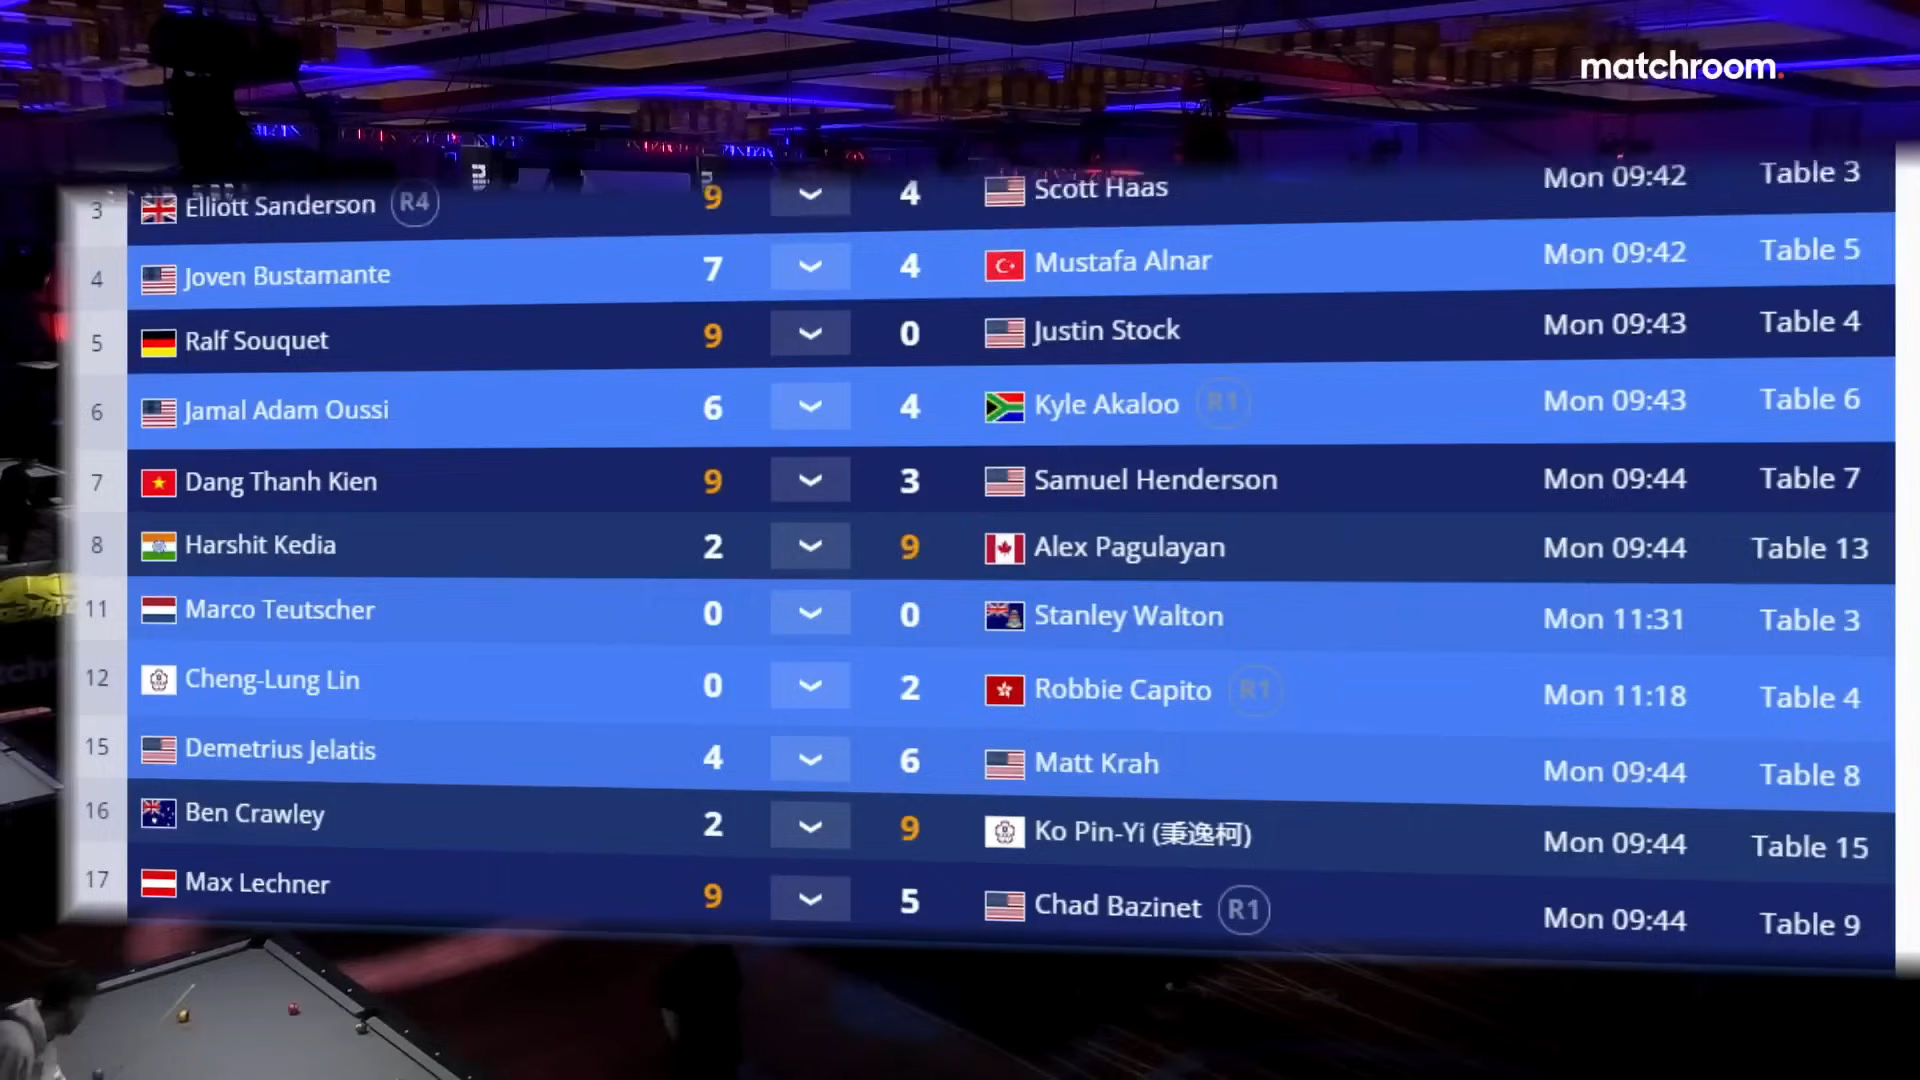 matchroom.
3 Elliott Sanderson R4 9 4 Scott Haas Mon 09:42 Table 3
4 Joven Bustamante 7 4 Mustafa Alnar Mon 09:42 Table 5
5 Ralf Souquet 9 0 Justin Stock Mon 09:43 Table 4
6 Jamal Adam Oussi 6 4 Kyle Akaloo R1 Mon 09:43 Table 6
7 Dang Thanh Kien 9 3 Samuel Henderson Mon 09:44 Table 7
8 Harshit Kedia 2 9 Alex Pagulayan Mon 09:44 Table 13
11 Marco Teutscher 0 0 Stanley Walton Mon 11:31 Table 3
12 Cheng-Lung Lin 0 2 Robbie Capito R1 Mon 11:18 Table 4
15 Demetrius Jelatis 4 6 Matt Krah Mon 09:44 Table 8
16 Ben Crawley 2 9 Ko Pin-Yi (秉逸柯) Mon 09:44 Table 15
17 Max Lechner 9 5 Chad Bazinet R1 Mon 09:44 Table 9